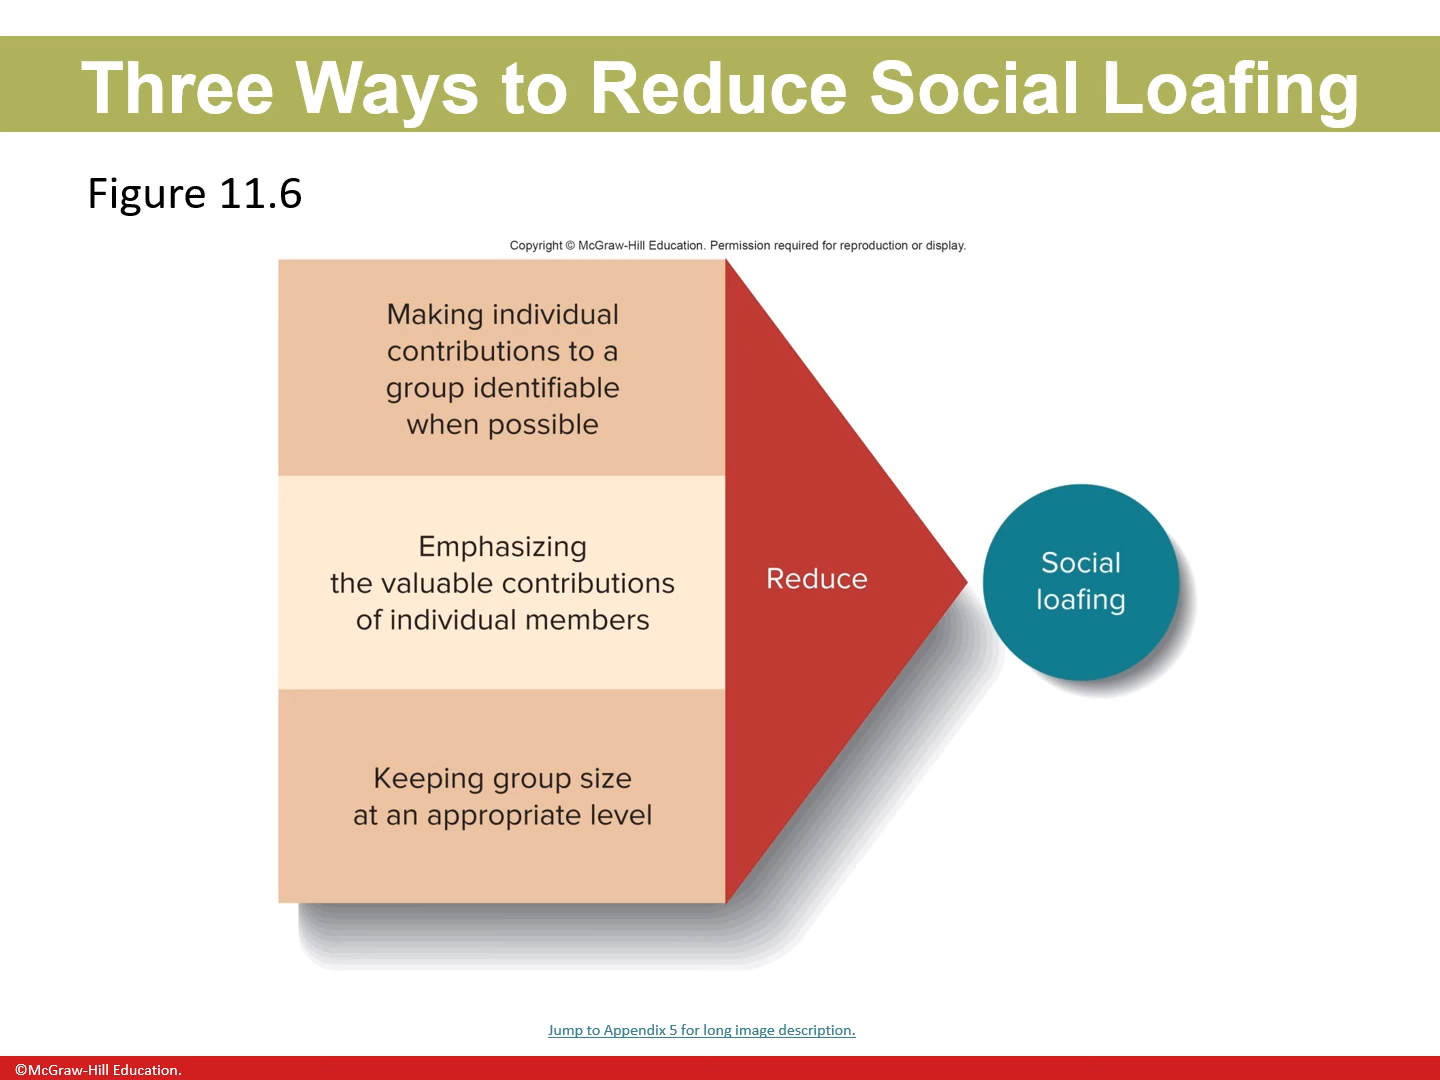 Three Ways to Reduce Social Loafing
Figure 11.6
Copyright © McGraw-Hill Education. Permission required for reproduction or display.
Making individual
contributions to a
group identifiable
when possible
Emphasizing
the valuable contributions
of individual members
Keeping group size
at an appropriate level
Reduce
Social
loafing
Jump to Appendix 5 for long image description.
©McGraw-Hill Education.